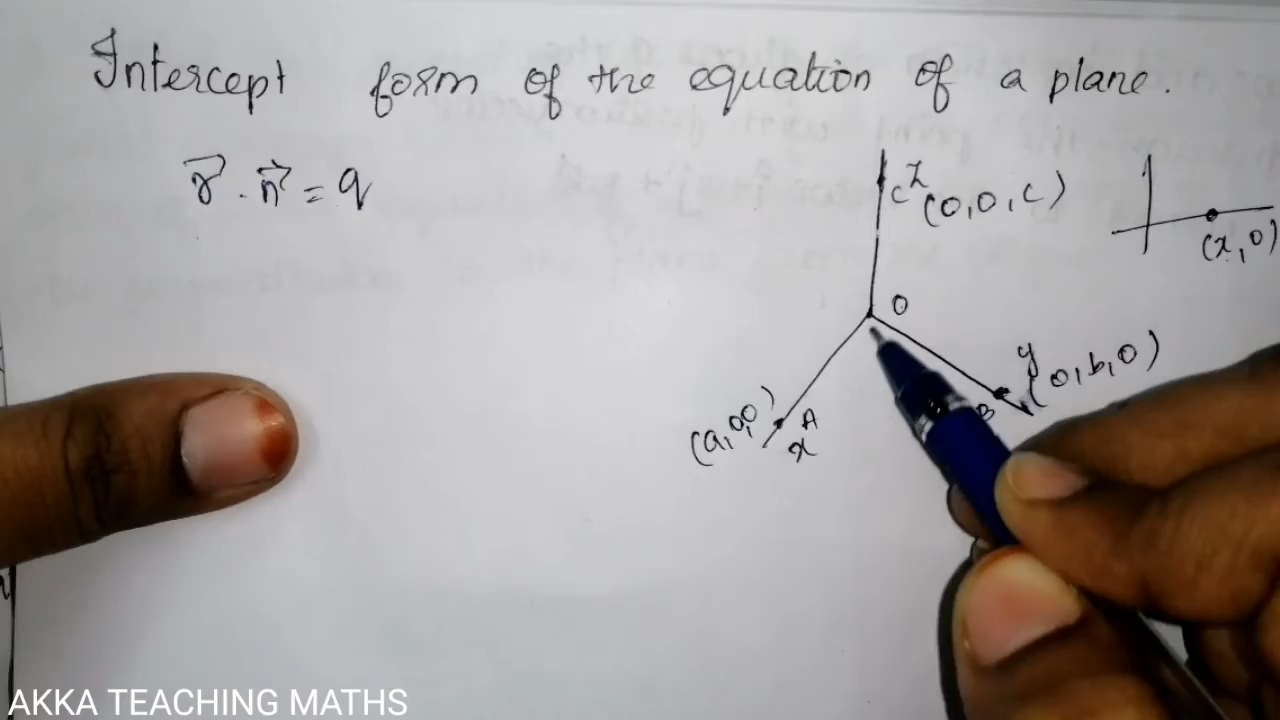 Intercept form of the equation of a plane.
r⃗ . n⃗ = q
z
C (0,0,c)
(x,0)
O
y
B (0,b,0)
(a,0,0) A
x
AKKA TEACHING MATHS